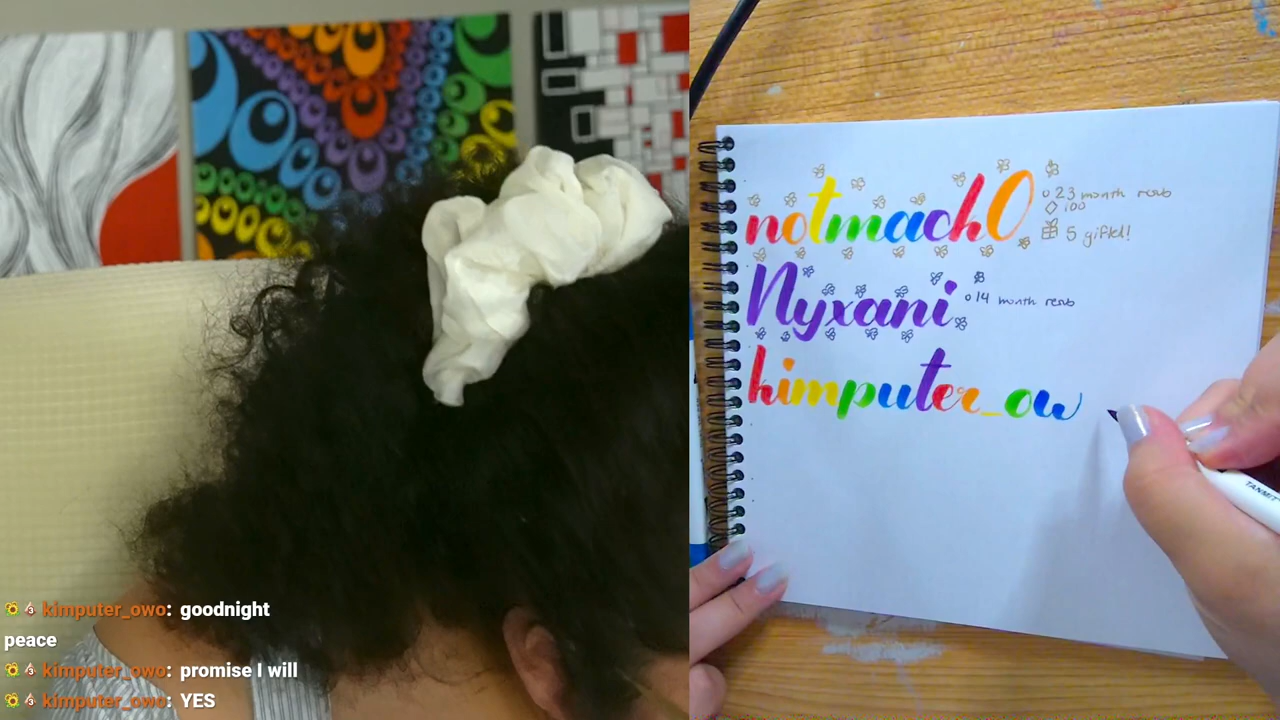 kimputer_owo: goodnight
peace
kimputer_owo: promise I will
kimputer_owo: YES
notmach0
23 month resub
100
5 gifted!
Nyxani
14 month resub
kimputer_ow
TANMIT